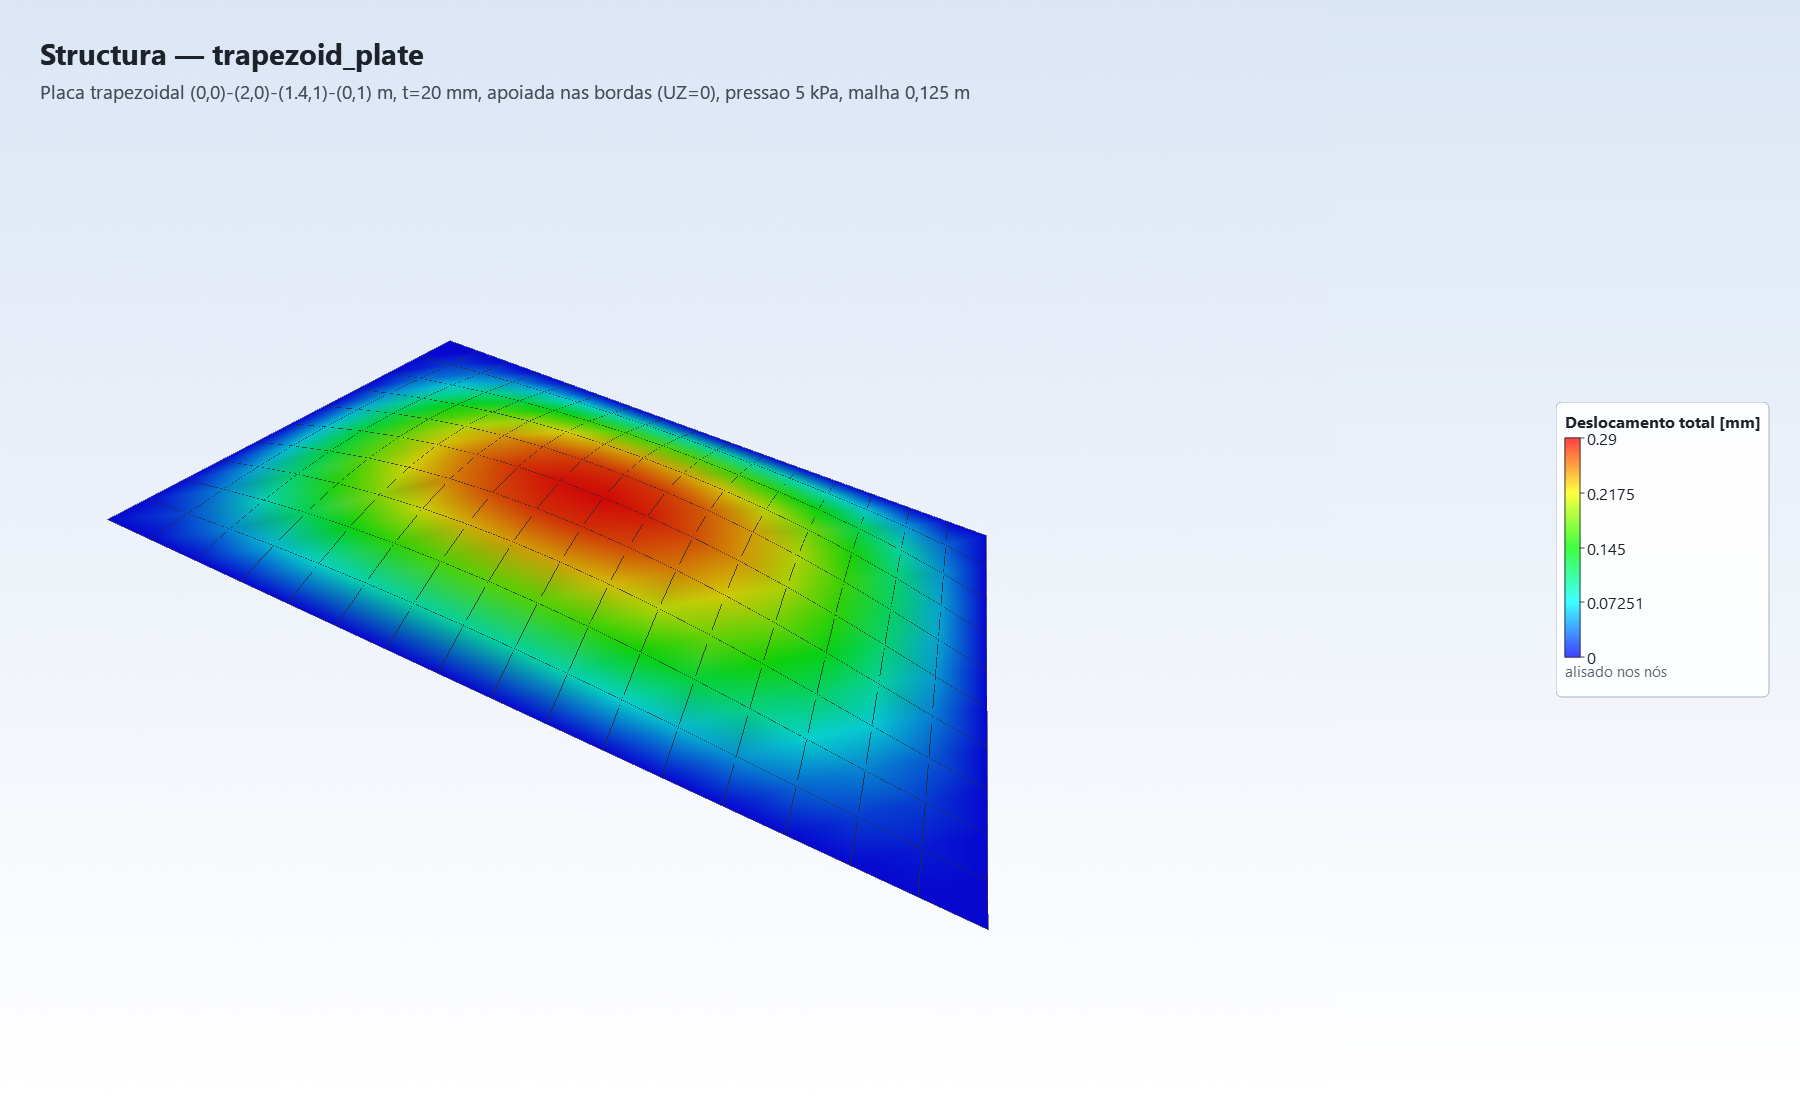 Structura — trapezoid_plate
Placa trapezoidal (0,0)-(2,0)-(1.4,1)-(0,1) m, t=20 mm, apoiada nas bordas (UZ=0), pressao 5 kPa, malha 0,125 m
Deslocamento total [mm]
0.29
0.2175
0.145
0.07251
0
alisado nos nós